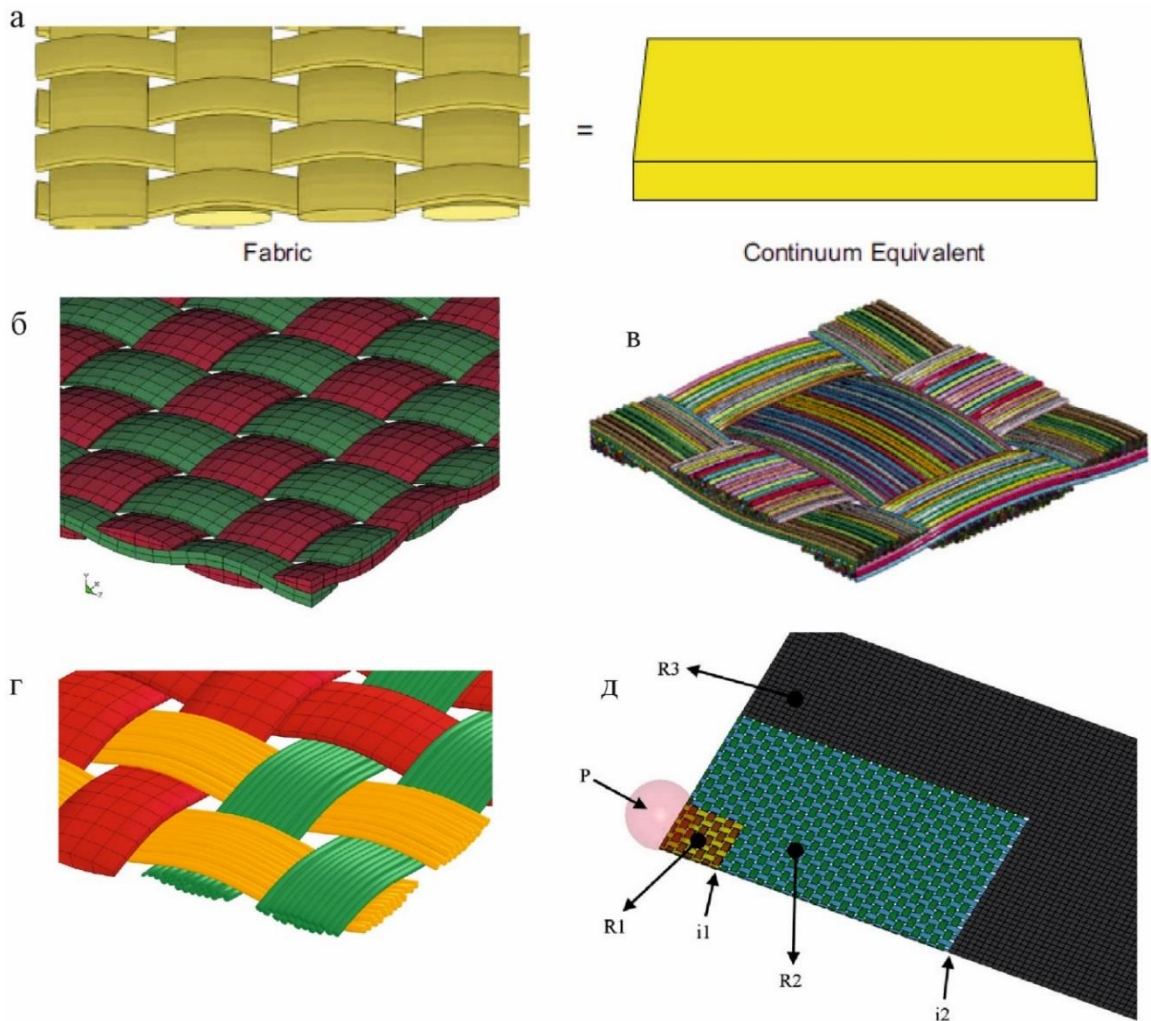 а
=
Fabric
Continuum Equivalent
б
в
Y
X
Z
г
д
R3
P
R1
i1
R2
i2